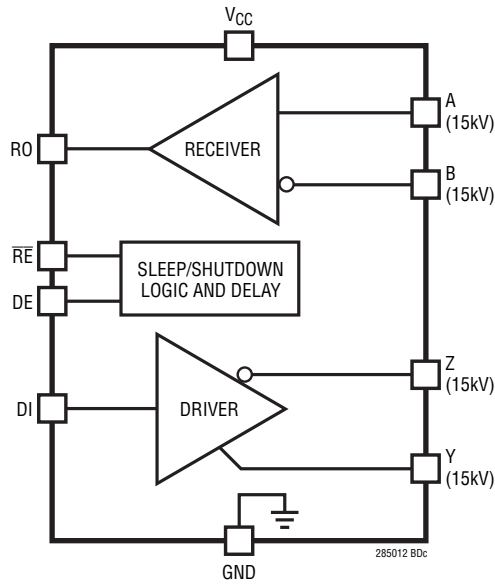 VCC
RO
RECEIVER
A
(15kV)
B
(15kV)
RE
DE
SLEEP/SHUTDOWN
LOGIC AND DELAY
DI
DRIVER
Z
(15kV)
Y
(15kV)
GND
285012 BDc